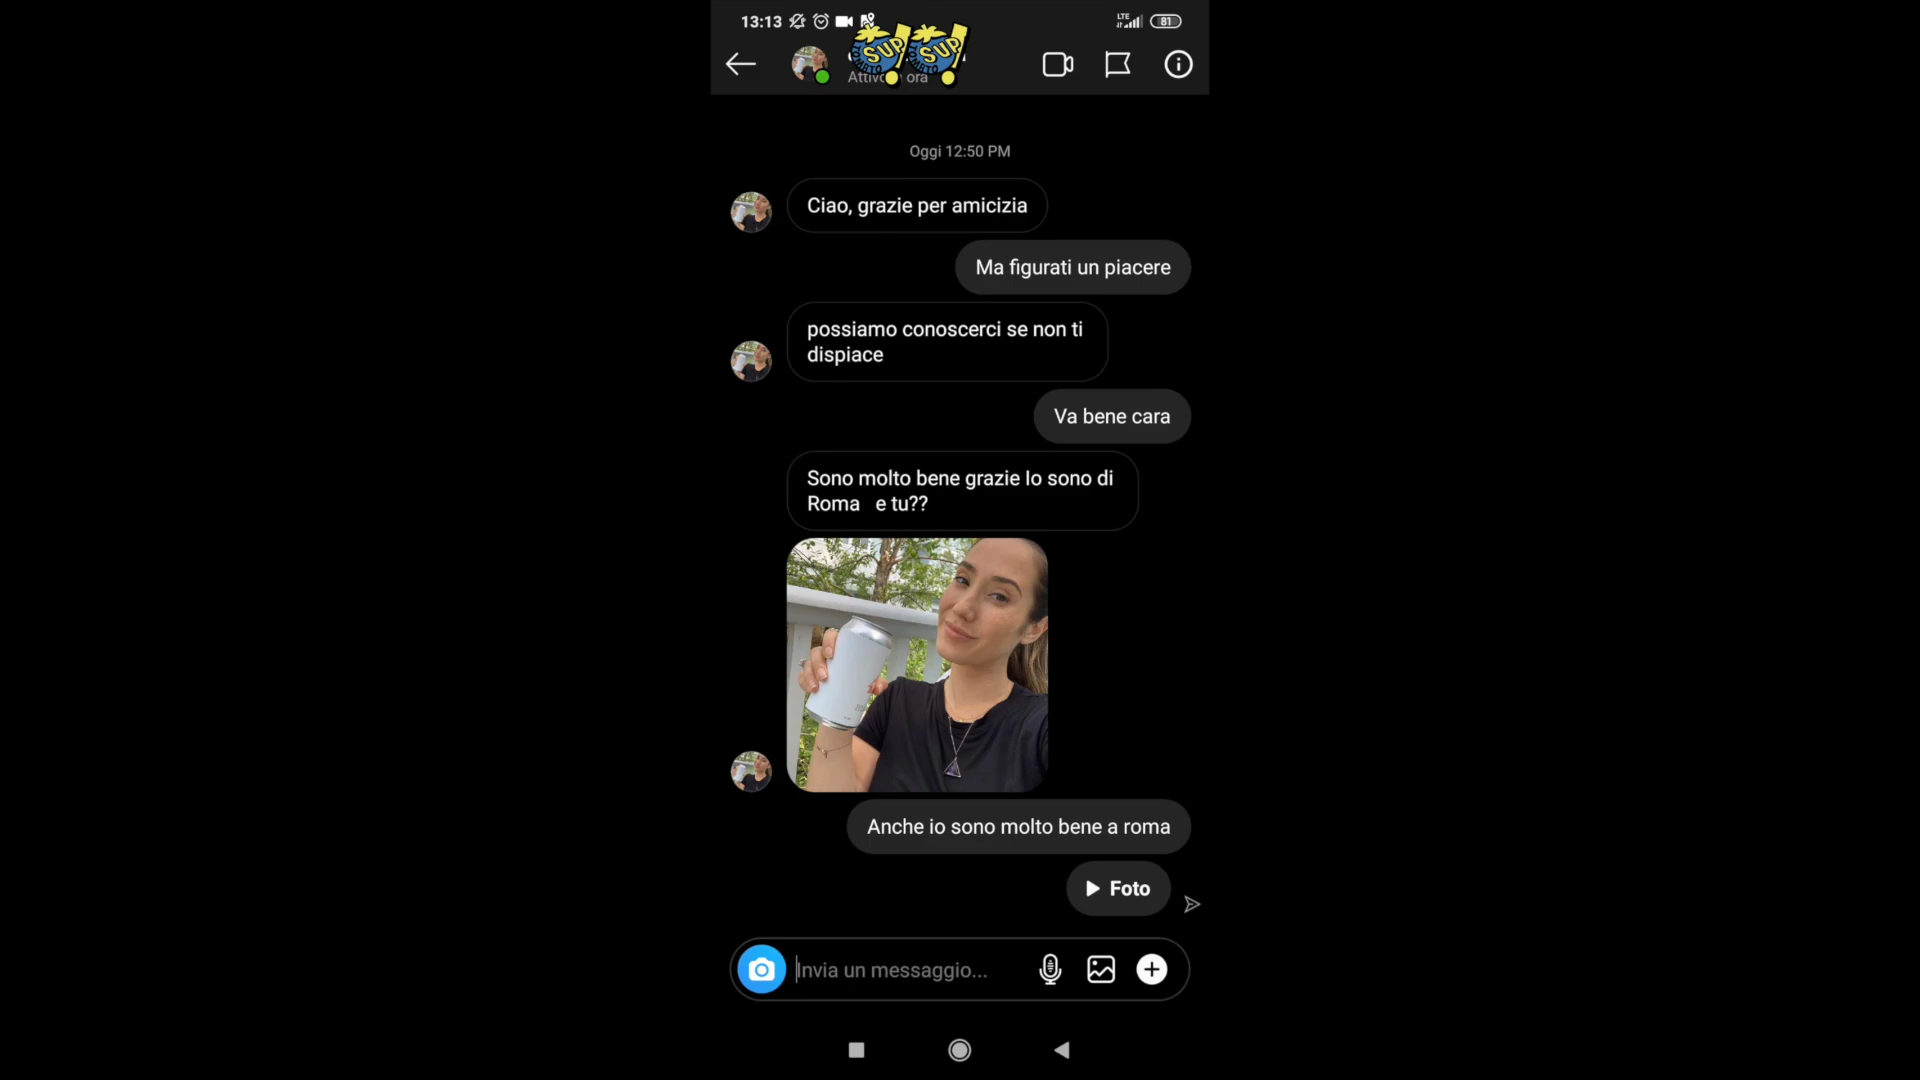 13:13
LTE
81
SUP SUP
Attivo ora
Oggi 12:50 PM
Ciao, grazie per amicizia
Ma figurati un piacere
possiamo conoscerci se non ti
dispiace
Va bene cara
Sono molto bene grazie Io sono di
Roma e tu??
Anche io sono molto bene a roma
Foto
Invia un messaggio...